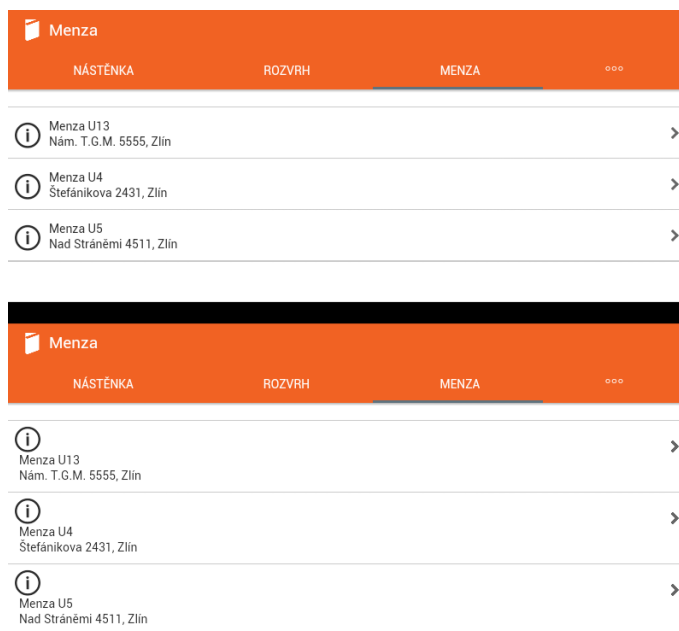 Menza
NÁSTĚNKA ROZVRH MENZA
Menza U13
Nám. T.G.M. 5555, Zlín
Menza U4
Štefánikova 2431, Zlín
Menza U5
Nad Stráněmi 4511, Zlín
Menza
NÁSTĚNKA ROZVRH MENZA
Menza U13
Nám. T.G.M. 5555, Zlín
Menza U4
Štefánikova 2431, Zlín
Menza U5
Nad Stráněmi 4511, Zlín